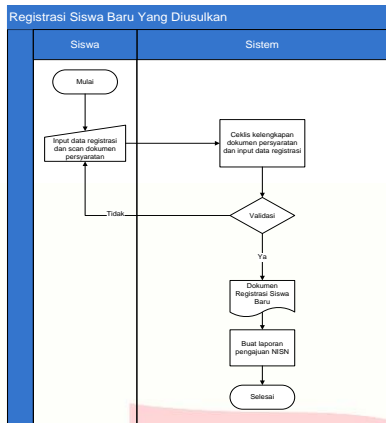 Registrasi Siswa Baru Yang Diusulkan
Siswa
Sistem
Mulai
Input data registrasi
dan scan dokumen
persyaratan
Ceklis kelengkapan
dokumen persyaratan
dan input data registrasi
Tidak
Validasi
Ya
Dokumen
Registrasi Siswa
Baru
Buat laporan
pengajuan NISN
Selesai